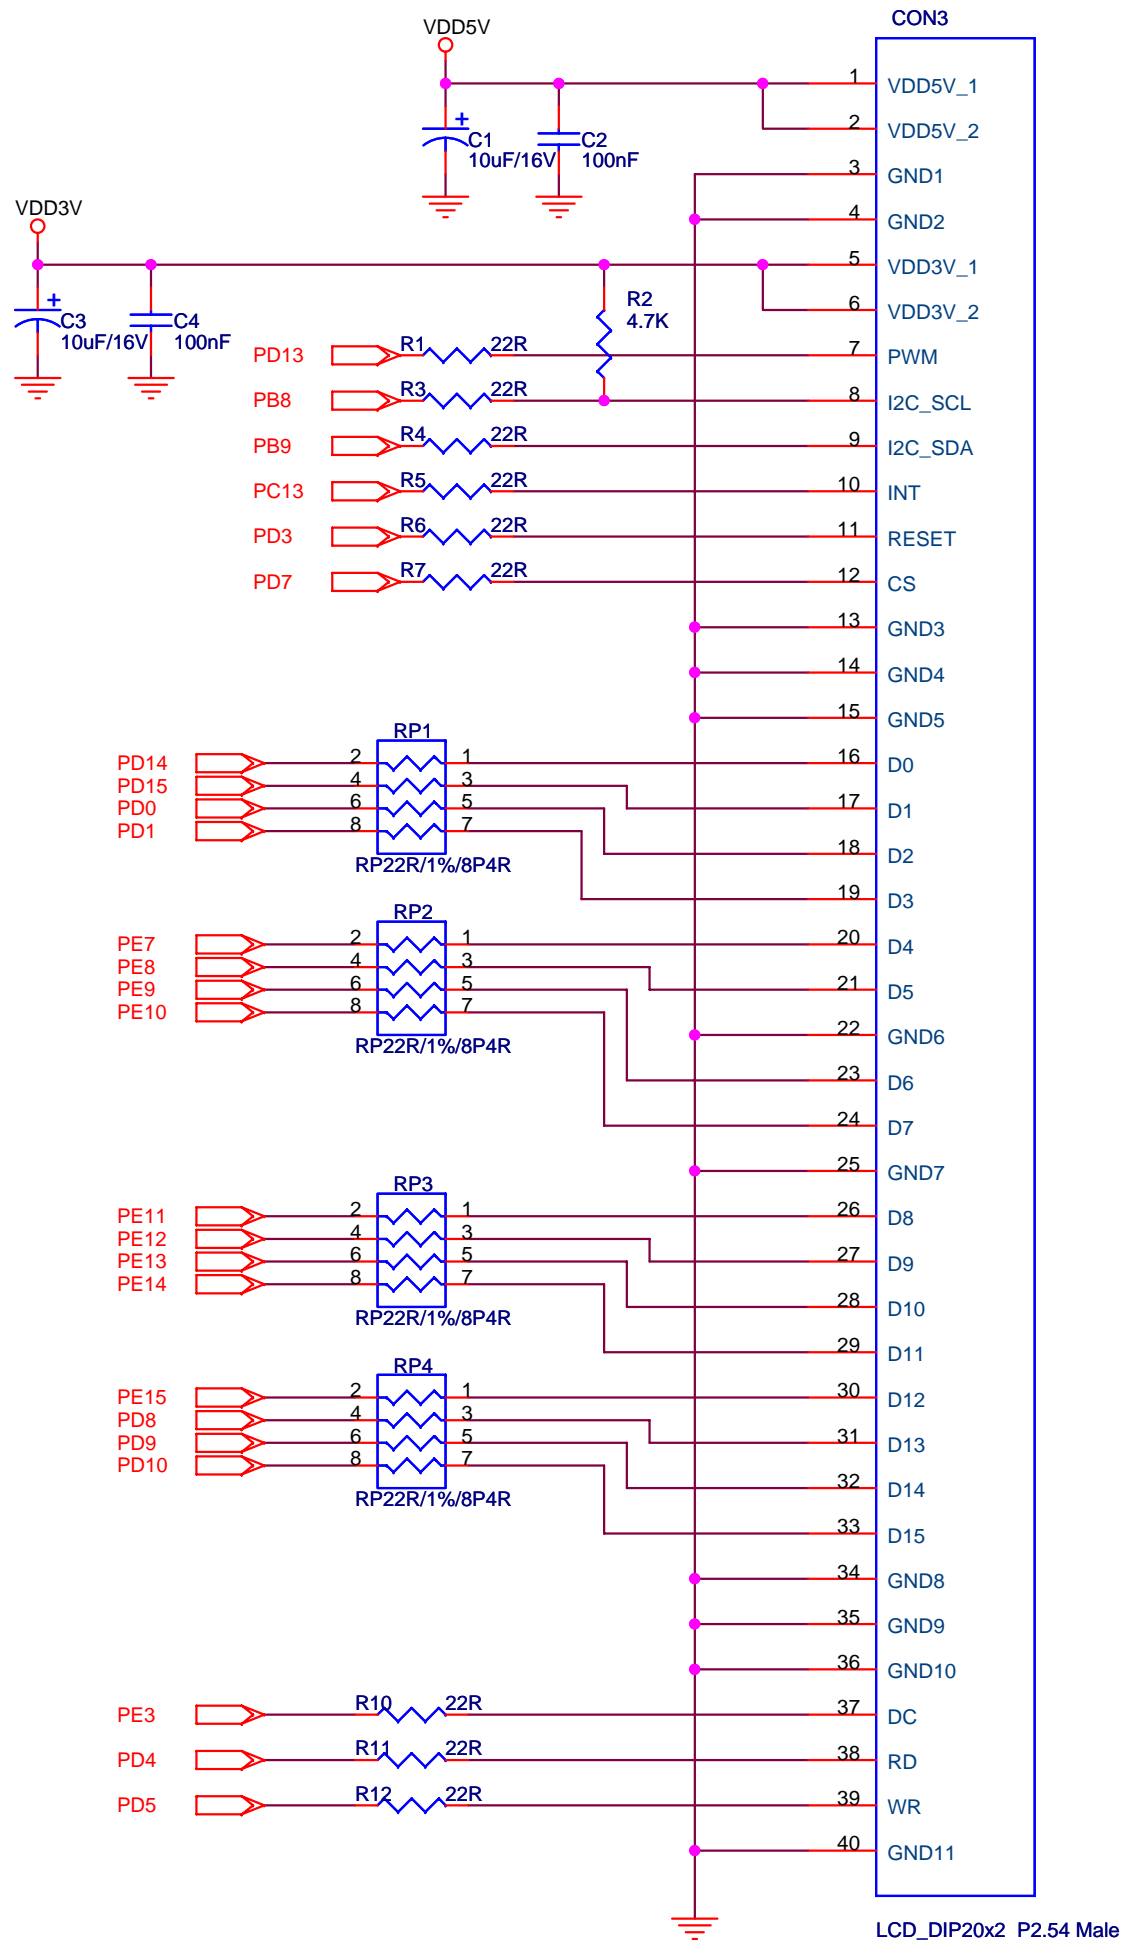 CON3
VDD5V
1 VDD5V_1
2 VDD5V_2
+
C1
10uF/16V
C2
100nF
3 GND1
VDD3V
4 GND2
5 VDD3V_1
+
C3
10uF/16V
C4
100nF
R2
4.7K
6 VDD3V_2
PD13 R1 22R 7 PWM
PB8 R3 22R 8 I2C_SCL
PB9 R4 22R 9 I2C_SDA
PC13 R5 22R 10 INT
PD3 R6 22R 11 RESET
PD7 R7 22R 12 CS
13 GND3
14 GND4
15 GND5
RP1
PD14 2 1 16 D0
PD15 4 3
PD0 6 5 17 D1
PD1 8 7
18 D2
RP22R/1%/8P4R
19 D3
RP2
PE7 2 1 20 D4
PE8 4 3
PE9 6 5 21 D5
PE10 8 7
22 GND6
RP22R/1%/8P4R
23 D6
24 D7
25 GND7
RP3
PE11 2 1 26 D8
PE12 4 3
PE13 6 5 27 D9
PE14 8 7
28 D10
RP22R/1%/8P4R
29 D11
RP4
PE15 2 1 30 D12
PD8 4 3
PD9 6 5 31 D13
PD10 8 7
32 D14
RP22R/1%/8P4R
33 D15
34 GND8
35 GND9
36 GND10
PE3 R10 22R 37 DC
PD4 R11 22R 38 RD
PD5 R12 22R 39 WR
40 GND11
LCD_DIP20x2 P2.54 Male